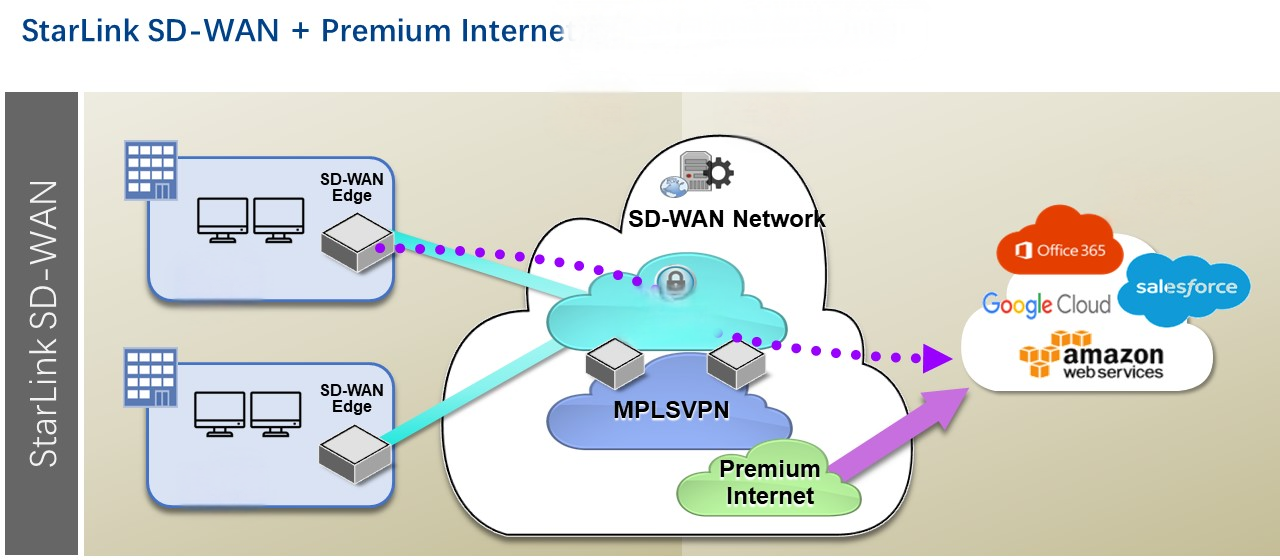 StarLink SD-WAN + Premium Internet
StarLink SD-WAN
SD-WAN
Edge
SD-WAN
Edge
SD-WAN Network
MPLSVPN
Premium
Internet
Office 365
salesforce
Google Cloud
amazon
web services